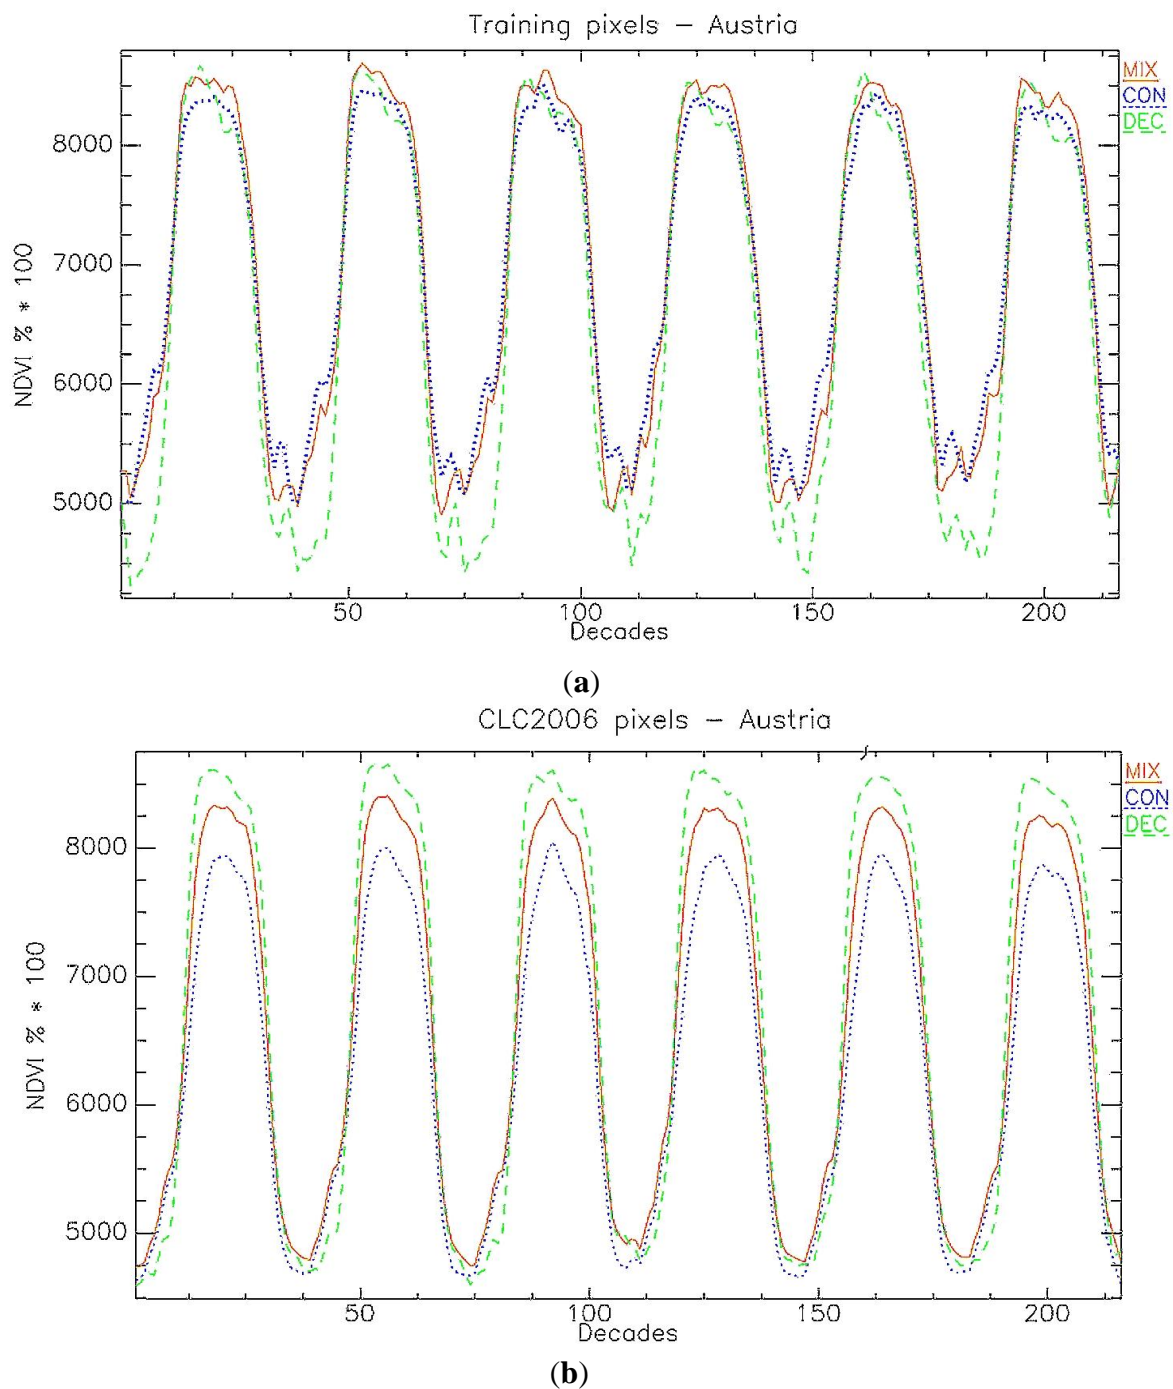 Training pixels − Austria
MIX
CON
DEC
8000
7000
6000
5000
NDVI % * 100
50
100
150
200
Decades
(a)
CLC2006 pixels − Austria
MIX
CON
DEC
8000
7000
6000
5000
NDVI % * 100
50
100
150
200
Decades
(b)